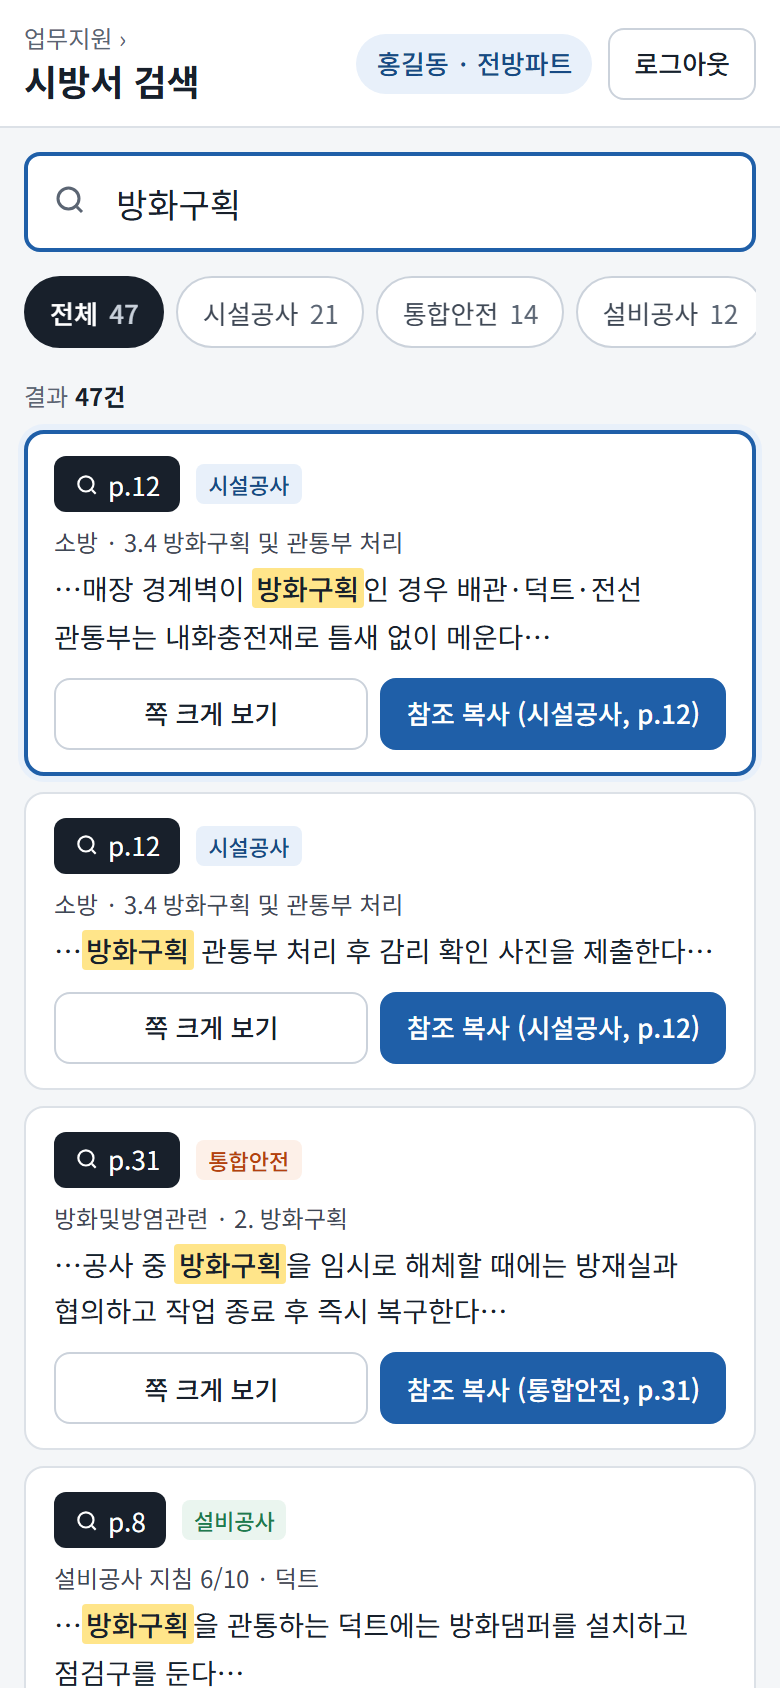 업무지원 ›
시방서 검색
홍길동 · 전방파트
로그아웃
방화구획
전체 47
시설공사 21
통합안전 14
설비공사 12
결과 47건
p.12 시설공사
소방 · 3.4 방화구획 및 관통부 처리
…매장 경계벽이 방화구획인 경우 배관·덕트·전선
관통부는 내화충전재로 틈새 없이 메운다…
쪽 크게 보기
참조 복사 (시설공사, p.12)
p.12 시설공사
소방 · 3.4 방화구획 및 관통부 처리
…방화구획 관통부 처리 후 감리 확인 사진을 제출한다…
쪽 크게 보기
참조 복사 (시설공사, p.12)
p.31 통합안전
방화및방염관련 · 2. 방화구획
…공사 중 방화구획을 임시로 해체할 때에는 방재실과
협의하고 작업 종료 후 즉시 복구한다…
쪽 크게 보기
참조 복사 (통합안전, p.31)
p.8 설비공사
설비공사 지침 6/10 · 덕트
…방화구획을 관통하는 덕트에는 방화댐퍼를 설치하고
점검구를 둔다…